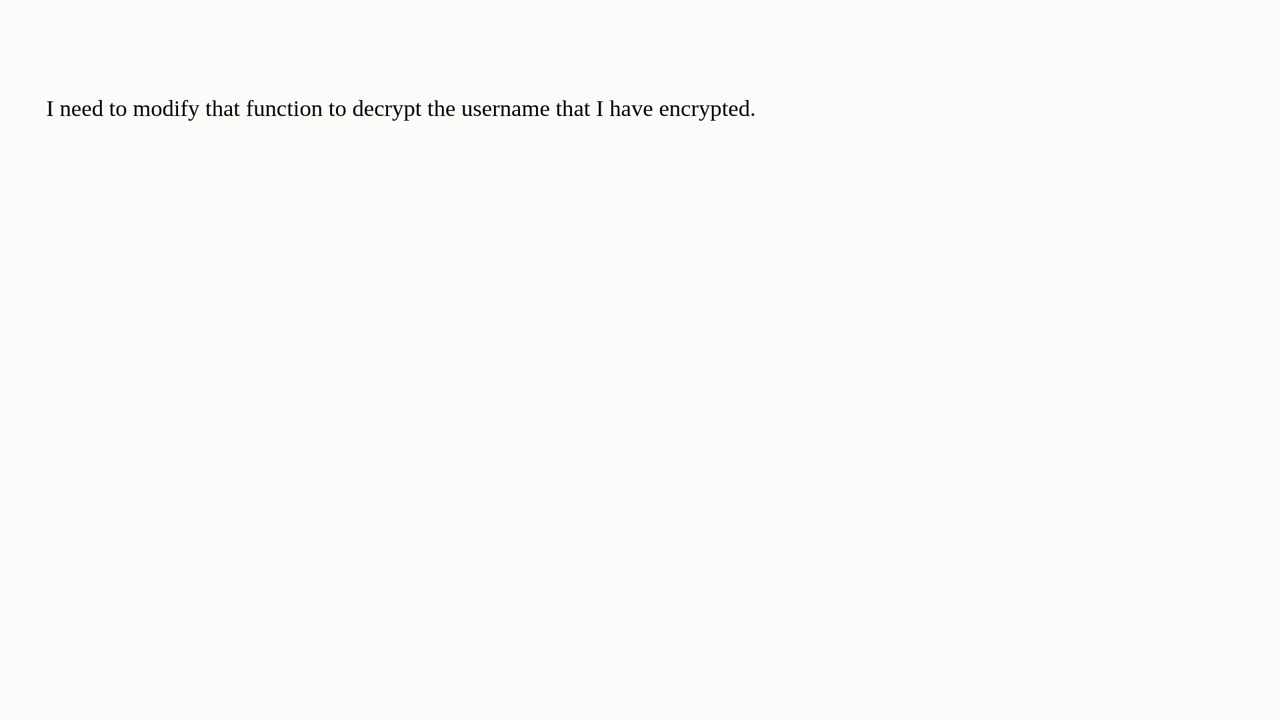 I need to modify that function to decrypt the username that I have encrypted.